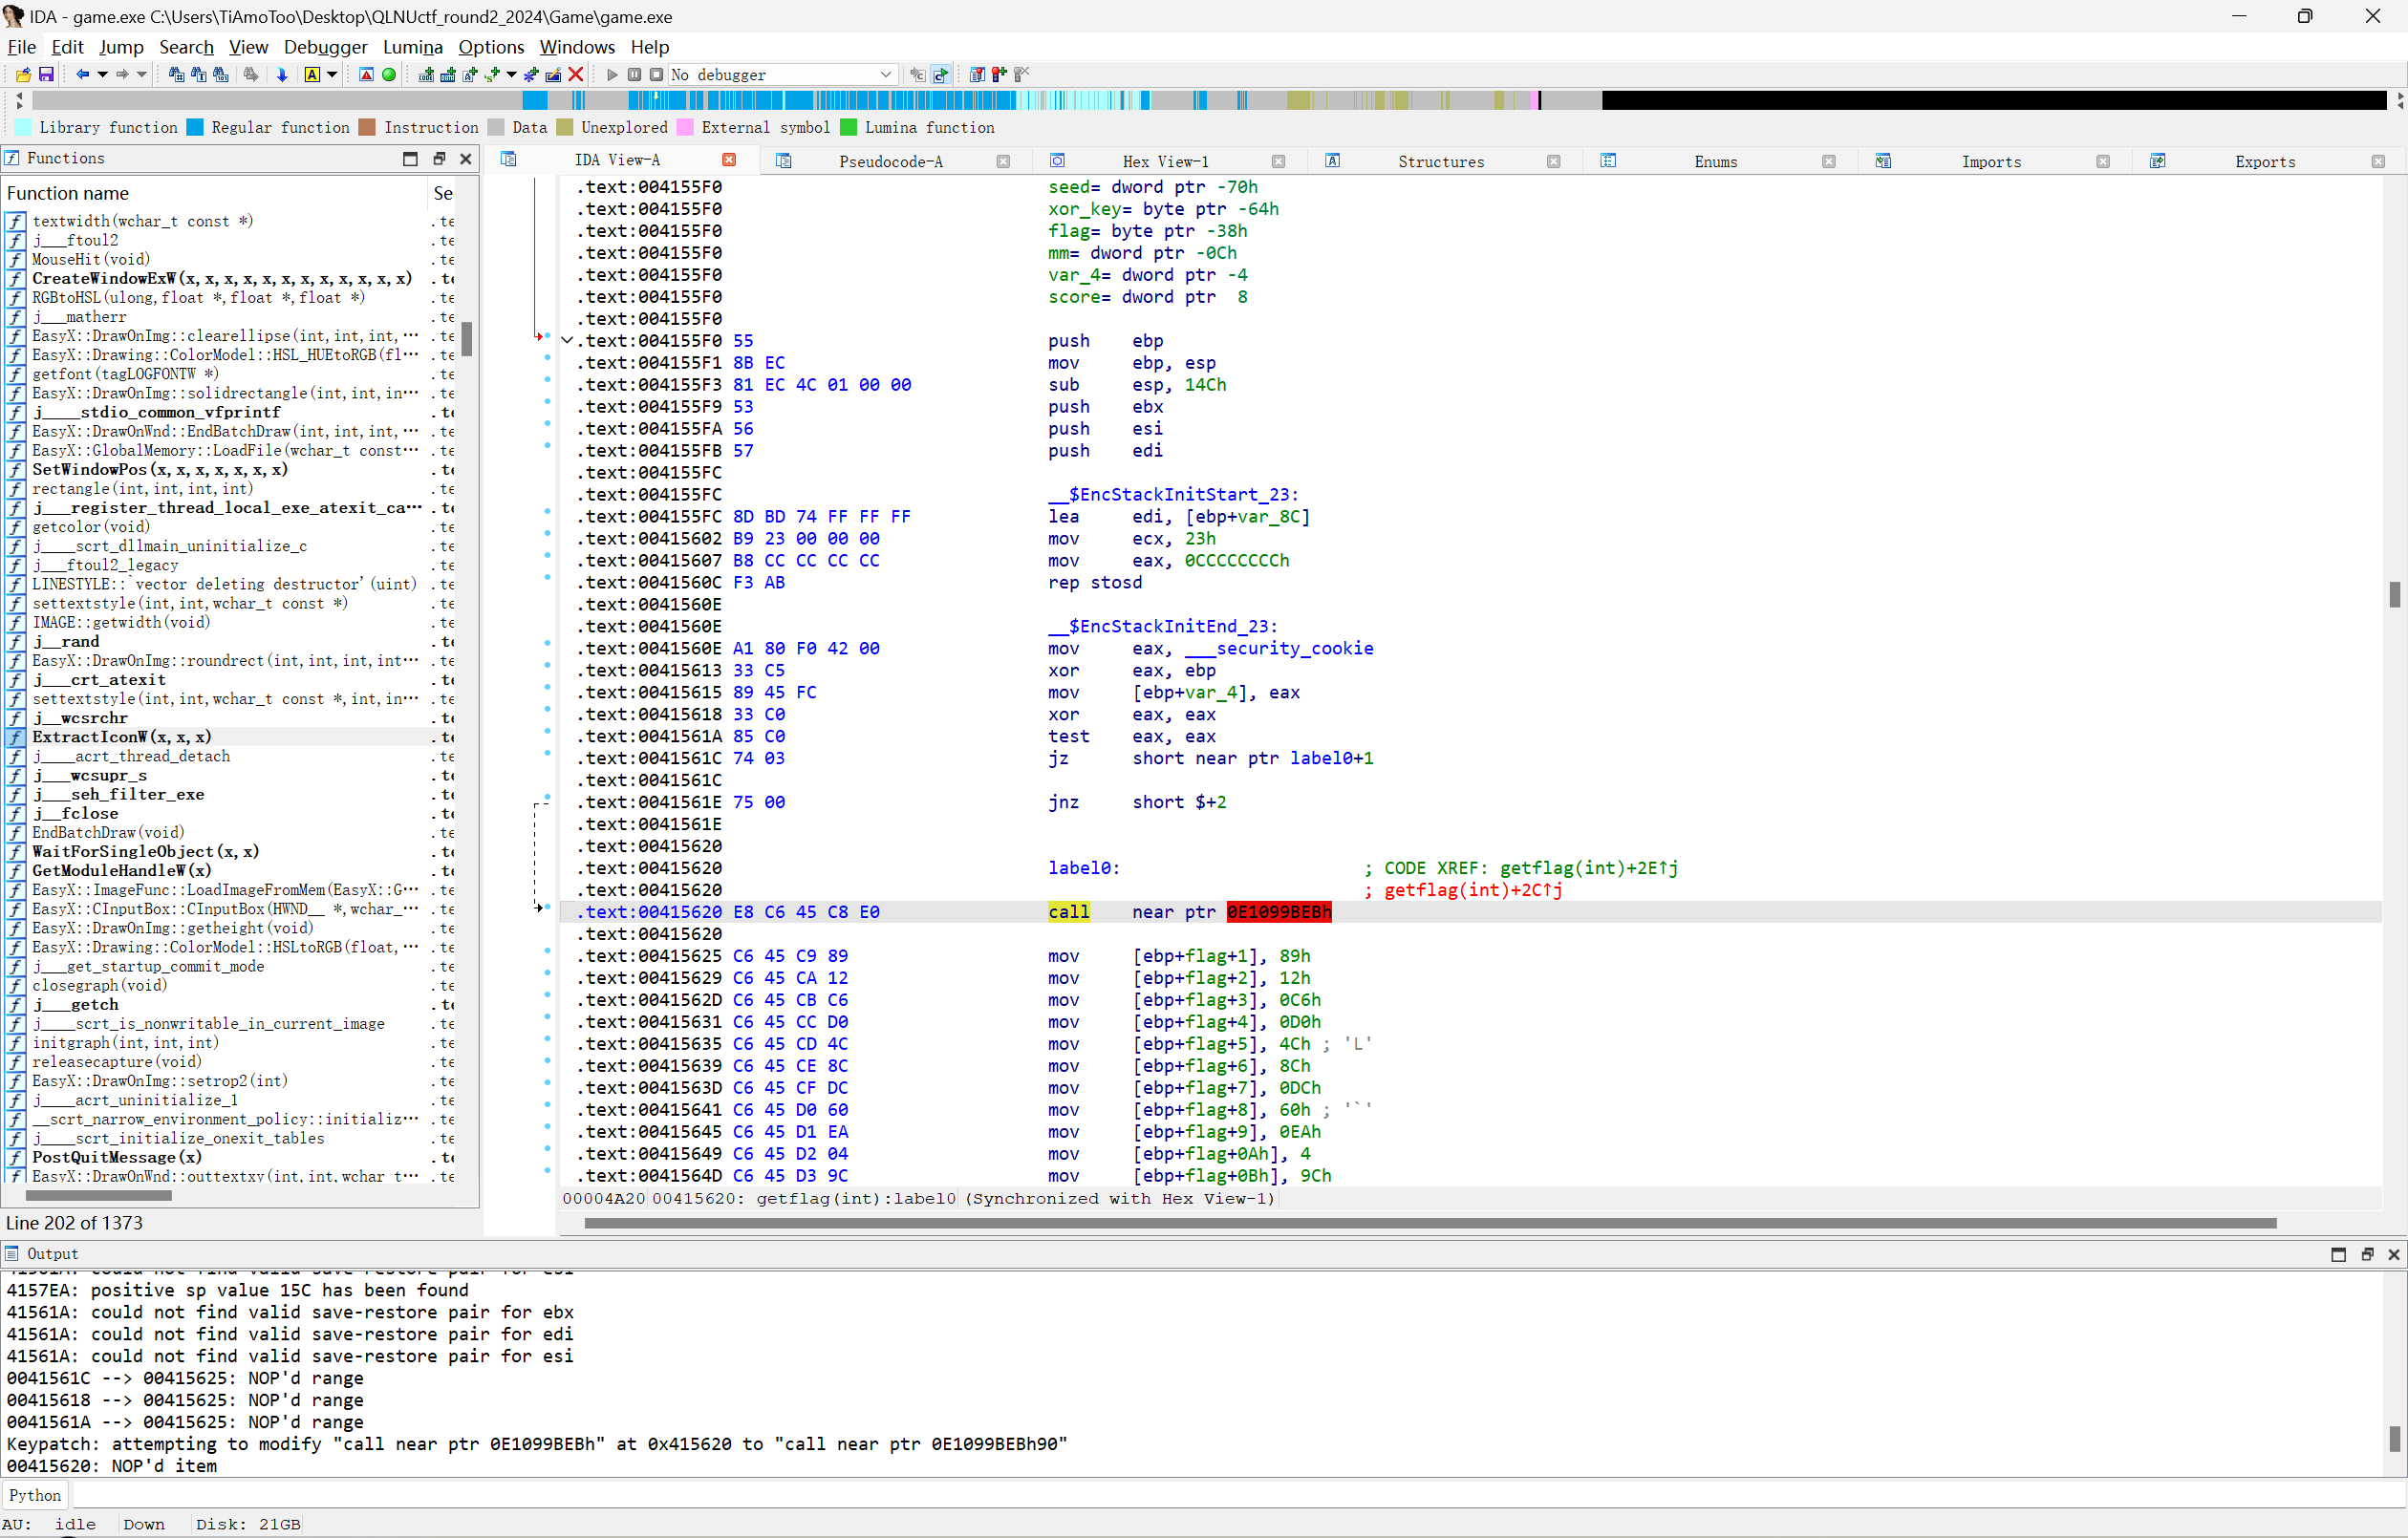 IDA - game.exe C:\Users\TiAmoToo\Desktop\QLNUctf_round2_2024\Game\game.exe
File Edit Jump Search View Debugger Lumina Options Windows Help
No debugger
Library function Regular function Instruction Data Unexplored External symbol Lumina function
Functions
Function name Se
textwidth(wchar_t const *) .te
j___ftoul2 .te
MouseHit(void) .te
CreateWindowExW(x,x,x,x,x,x,x,x,x,x,x,x) .te
RGBtoHSL(ulong,float *,float *,float *) .te
j___matherr .te
EasyX::DrawOnImg::clearellipse(int,int,int,… .te
EasyX::Drawing::ColorModel::HSL_HUEtoRGB(fl… .te
getfont(tagLOGFONTW *) .te
EasyX::DrawOnImg::solidrectangle(int,int,in… .te
j____stdio_common_vfprintf .te
EasyX::DrawOnWnd::EndBatchDraw(int,int,int,… .te
EasyX::GlobalMemory::LoadFile(wchar_t const… .te
SetWindowPos(x,x,x,x,x,x,x) .te
rectangle(int,int,int,int) .te
j___register_thread_local_exe_atexit_ca… .te
getcolor(void) .te
j____scrt_dllmain_uninitialize_c .te
j___ftoul2_legacy .te
LINESTYLE::`vector deleting destructor'(uint) .te
settextstyle(int,int,wchar_t const *) .te
IMAGE::getwidth(void) .te
j__rand .te
EasyX::DrawOnImg::roundrect(int,int,int,int… .te
j___crt_atexit .te
settextstyle(int,int,wchar_t const *,int,in… .te
j__wcsrchr .te
ExtractIconW(x,x,x) .te
j____acrt_thread_detach .te
j___wcsupr_s .te
j___seh_filter_exe .te
j__fclose .te
EndBatchDraw(void) .te
WaitForSingleObject(x,x) .te
GetModuleHandleW(x) .te
EasyX::ImageFunc::LoadImageFromMem(EasyX::G… .te
EasyX::CInputBox::CInputBox(HWND__ *,wchar_… .te
EasyX::DrawOnImg::getheight(void) .te
EasyX::Drawing::ColorModel::HSLtoRGB(float,… .te
j___get_startup_commit_mode .te
closegraph(void) .te
j___getch .te
j____scrt_is_nonwritable_in_current_image .te
initgraph(int,int,int) .te
releasecapture(void) .te
EasyX::DrawOnImg::setrop2(int) .te
j____acrt_uninitialize_1 .te
__scrt_narrow_environment_policy::initializ… .te
j____scrt_initialize_onexit_tables .te
PostQuitMessage(x) .te
EasyX::DrawOnWnd::outtextxy(int,int,wchar_t… .te
Line 202 of 1373
IDA View-A Pseudocode-A Hex View-1 Structures Enums Imports Exports
.text:004155F0 seed= dword ptr -70h
.text:004155F0 xor_key= byte ptr -64h
.text:004155F0 flag= byte ptr -38h
.text:004155F0 mm= dword ptr -0Ch
.text:004155F0 var_4= dword ptr -4
.text:004155F0 score= dword ptr 8
.text:004155F0
.text:004155F0 55 push ebp
.text:004155F1 8B EC mov ebp, esp
.text:004155F3 81 EC 4C 01 00 00 sub esp, 14Ch
.text:004155F9 53 push ebx
.text:004155FA 56 push esi
.text:004155FB 57 push edi
.text:004155FC
.text:004155FC __$EncStackInitStart_23:
.text:004155FC 8D BD 74 FF FF FF lea edi, [ebp+var_8C]
.text:00415602 B9 23 00 00 00 mov ecx, 23h
.text:00415607 B8 CC CC CC CC mov eax, 0CCCCCCCCh
.text:0041560C F3 AB rep stosd
.text:0041560E
.text:0041560E __$EncStackInitEnd_23:
.text:0041560E A1 80 F0 42 00 mov eax, ___security_cookie
.text:00415613 33 C5 xor eax, ebp
.text:00415615 89 45 FC mov [ebp+var_4], eax
.text:00415618 33 C0 xor eax, eax
.text:0041561A 85 C0 test eax, eax
.text:0041561C 74 03 jz short near ptr label0+1
.text:0041561C
.text:0041561E 75 00 jnz short $+2
.text:0041561E
.text:00415620
.text:00415620 label0: ; CODE XREF: getflag(int)+2E↑j
.text:00415620 ; getflag(int)+2C↑j
.text:00415620 E8 C6 45 C8 E0 call near ptr 0E1099BEBh
.text:00415620
.text:00415625 C6 45 C9 89 mov [ebp+flag+1], 89h
.text:00415629 C6 45 CA 12 mov [ebp+flag+2], 12h
.text:0041562D C6 45 CB C6 mov [ebp+flag+3], 0C6h
.text:00415631 C6 45 CC D0 mov [ebp+flag+4], 0D0h
.text:00415635 C6 45 CD 4C mov [ebp+flag+5], 4Ch ; 'L'
.text:00415639 C6 45 CE 8C mov [ebp+flag+6], 8Ch
.text:0041563D C6 45 CF DC mov [ebp+flag+7], 0DCh
.text:00415641 C6 45 D0 60 mov [ebp+flag+8], 60h ; '`'
.text:00415645 C6 45 D1 EA mov [ebp+flag+9], 0EAh
.text:00415649 C6 45 D2 04 mov [ebp+flag+0Ah], 4
.text:0041564D C6 45 D3 9C mov [ebp+flag+0Bh], 9Ch
00004A20 00415620: getflag(int):label0 (Synchronized with Hex View-1)
Output
41561A: could not find valid save-restore pair for esi
4157EA: positive sp value 15C has been found
41561A: could not find valid save-restore pair for ebx
41561A: could not find valid save-restore pair for edi
41561A: could not find valid save-restore pair for esi
0041561C --> 00415625: NOP'd range
00415618 --> 00415625: NOP'd range
0041561A --> 00415625: NOP'd range
Keypatch: attempting to modify "call near ptr 0E1099BEBh" at 0x415620 to "call near ptr 0E1099BEBh90"
00415620: NOP'd item
Python
AU: idle Down Disk: 21GB